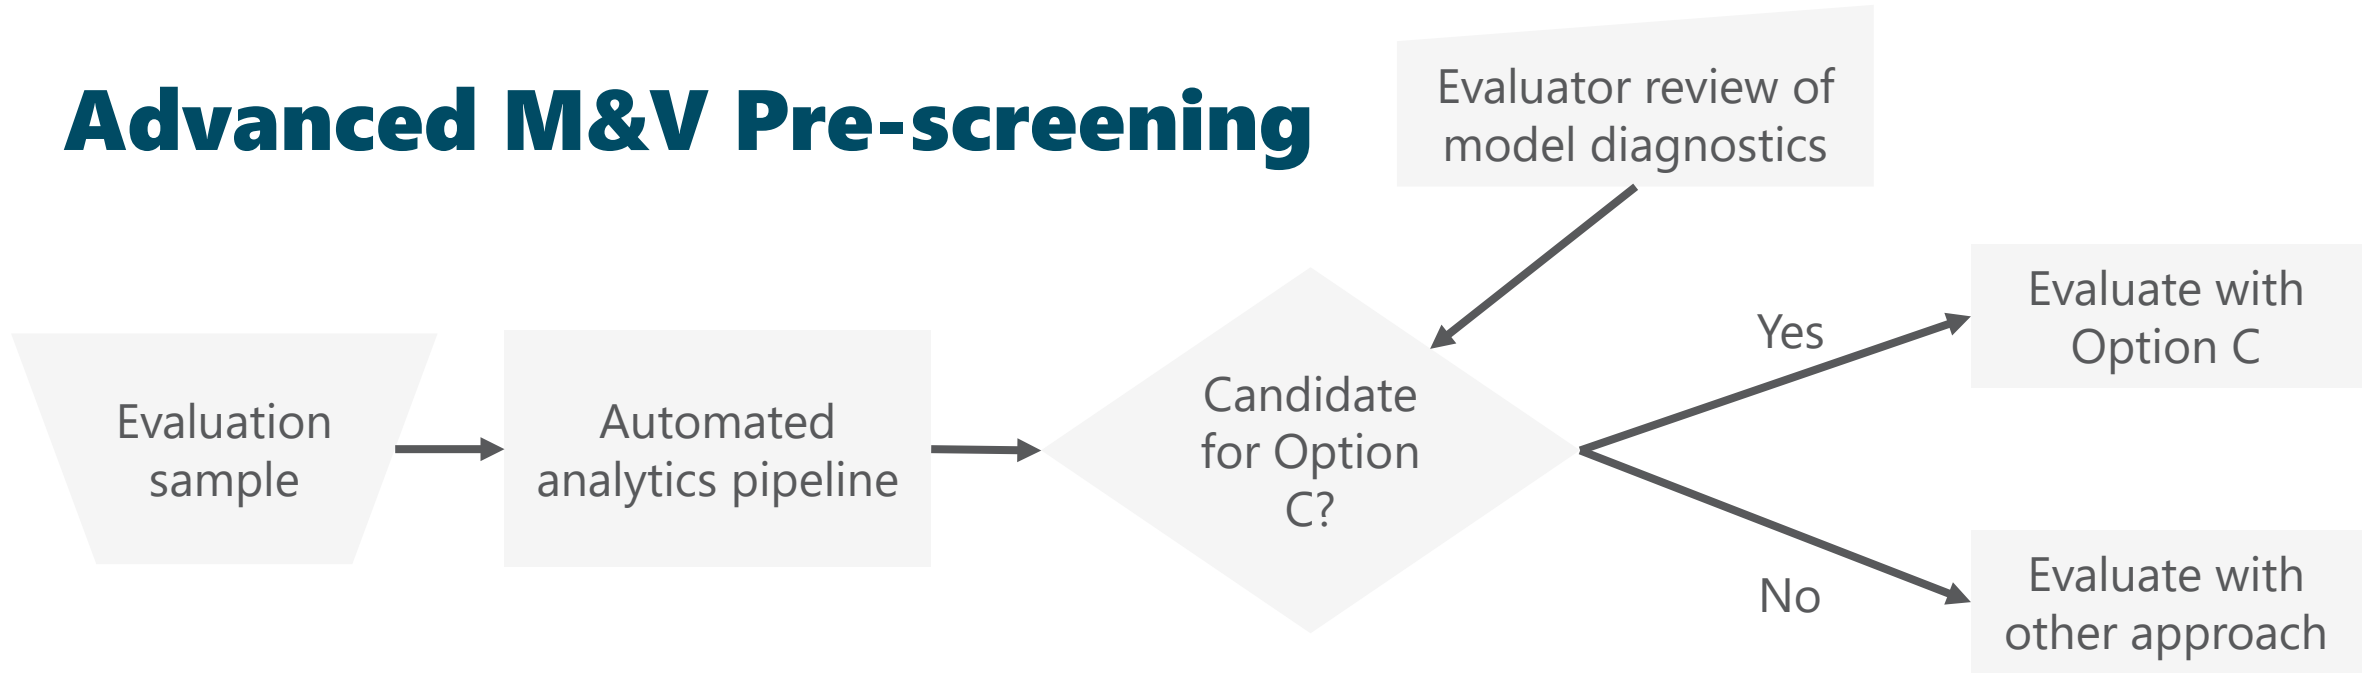 Advanced M&V Pre-screening
Evaluator review of
model diagnostics
Evaluation
sample
Automated
analytics pipeline
Candidate
for Option
C?
Yes
No
Evaluate with
Option C
Evaluate with
other approach